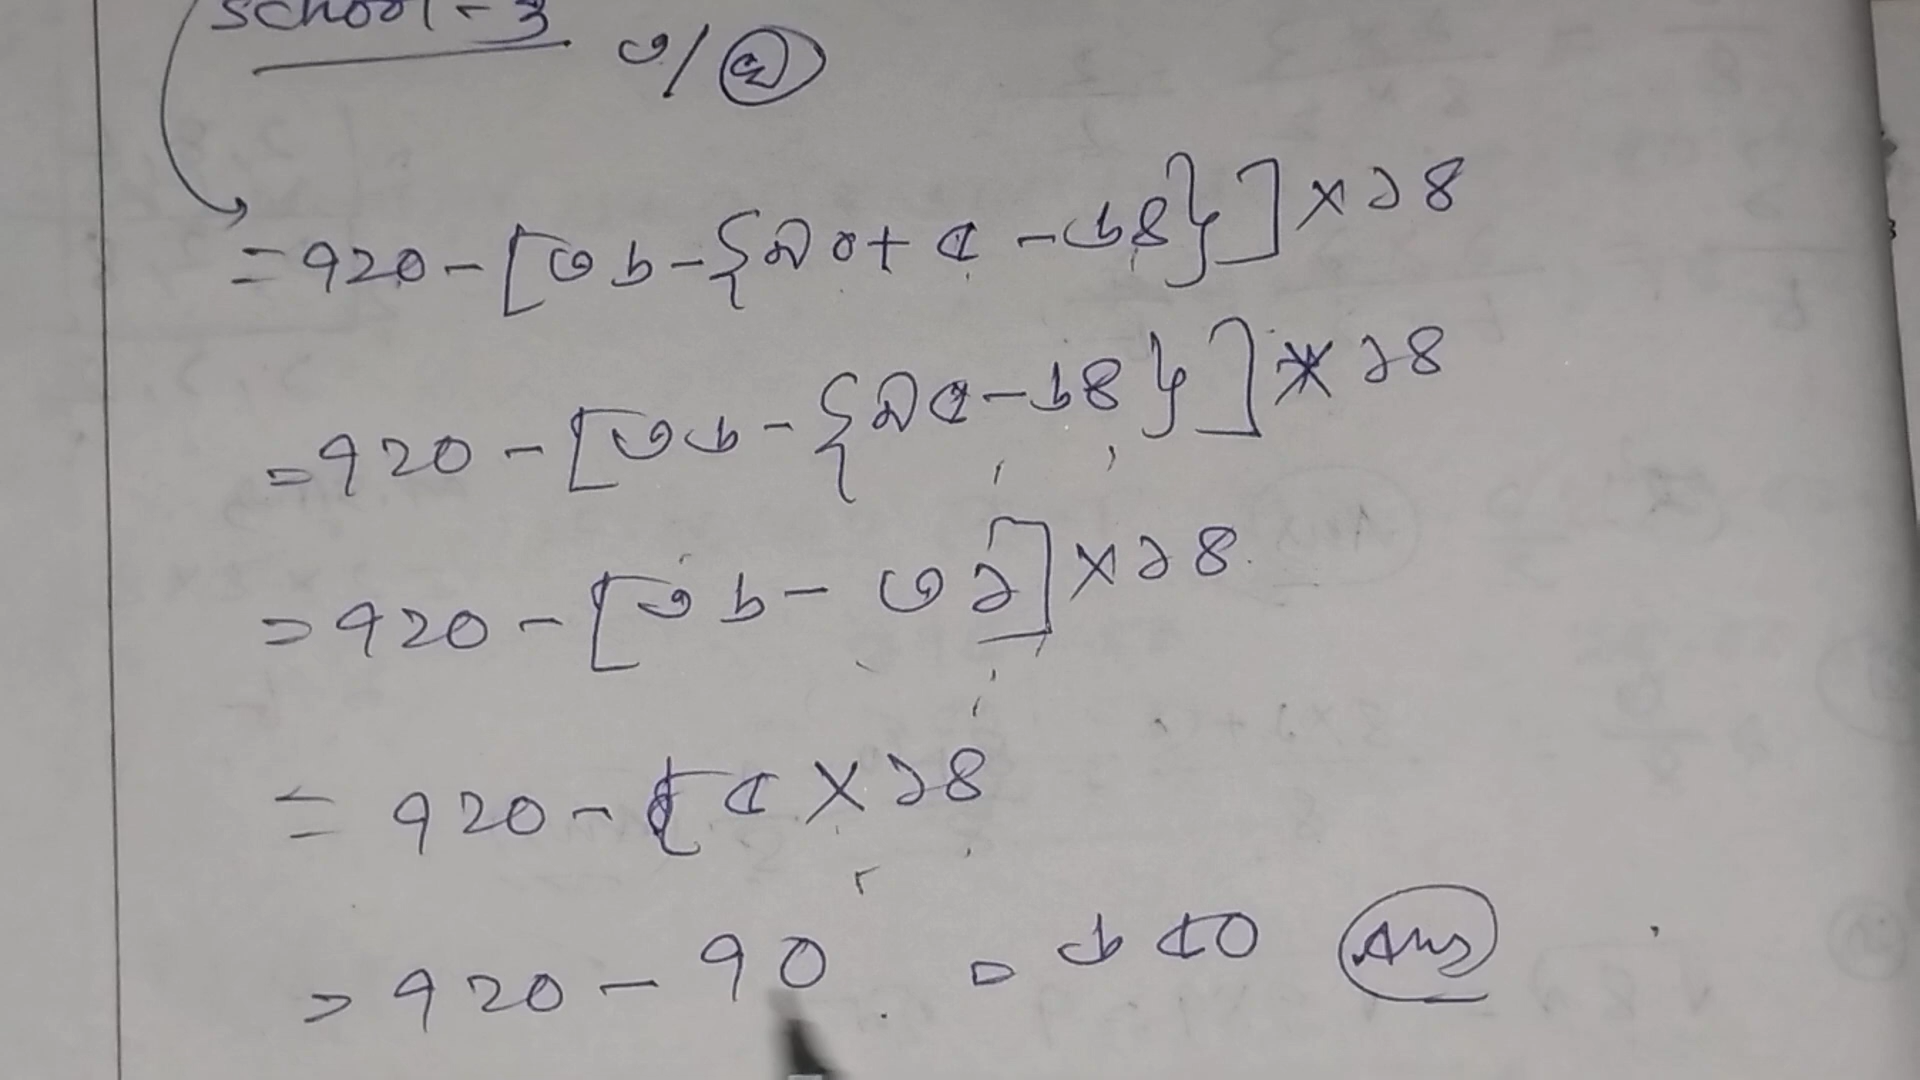 School - 3
৩/ঘ
= ৭২০ - [৩৮ - {৯০ + ৫ - ৬৪}] × ১৪
= ৭২০ - [৩৮ - {৯৫ - ৬৪}] × ১৪
= ৭২০ - [৩৮ - ৩১] × ১৪
= ৭২০ - ৫ × ১৪
= ৭২০ - ৭০ = ৬৫০ Ans